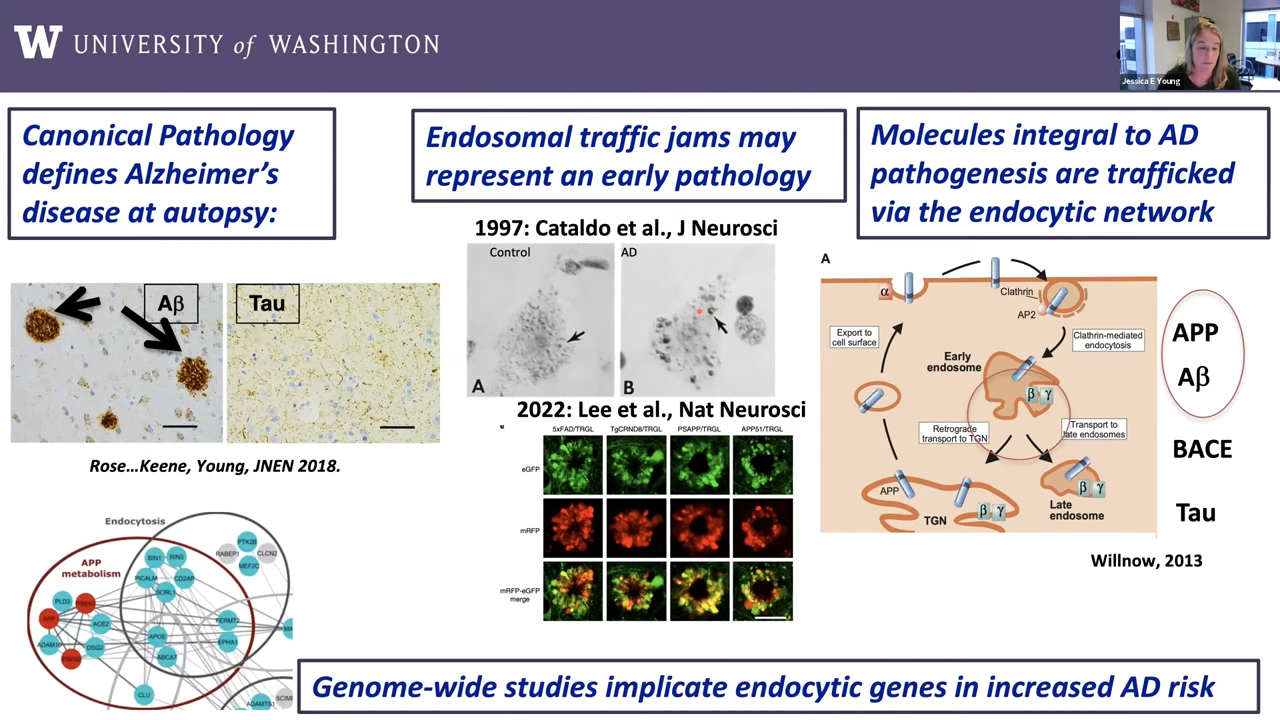 W UNIVERSITY of WASHINGTON
Jessica E Young
Canonical Pathology
defines Alzheimer's
disease at autopsy:
Aβ
Tau
Rose…Keene, Young, JNEN 2018.
Endocytosis
APP
metabolism
PTK2B
RABEP1
CLCN2
MEF2C
BIN1
RIN3
PICALM
CD2AP
SORL1
PLD3
APP
ACE2
FERMT2
ADAM10
DSG2
APOE
EPHA1
ABCA7
CLU
ADAMTS1
Endosomal traffic jams may
represent an early pathology
1997: Cataldo et al., J Neurosci
Control
AD
A
B
2022: Lee et al., Nat Neurosci
5xFAD/TRGL
TgCRND8/TRGL
PSAPP/TRGL
APP51/TRGL
eGFP
mRFP
mRFP-eGFP
merge
Molecules integral to AD
pathogenesis are trafficked
via the endocytic network
A
α
Clathrin
AP2
Export to
cell surface
Clathrin-mediated
endocytosis
Early
endosome
β γ
Retrograde
transport to TGN
Transport to
late endosomes
APP
β γ
TGN
β γ
Late
endosome
APP
Aβ
BACE
Tau
Willnow, 2013
Genome-wide studies implicate endocytic genes in increased AD risk